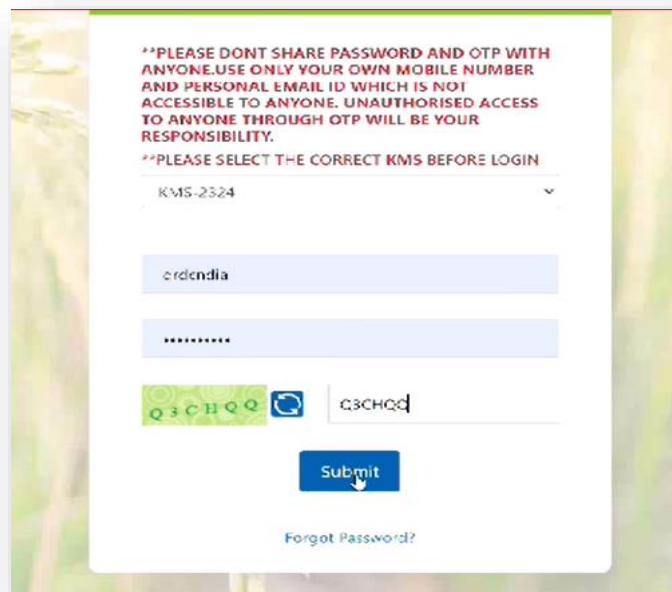 **PLEASE DONT SHARE PASSWORD AND OTP WITH
ANYONE.USE ONLY YOUR OWN MOBILE NUMBER
AND PERSONAL EMAIL ID WHICH IS NOT
ACCESSIBLE TO ANYONE. UNAUTHORISED ACCESS
TO ANYONE THROUGH OTP WILL BE YOUR
RESPONSIBILITY.
**PLEASE SELECT THE CORRECT KMS BEFORE LOGIN
KMS-2324
••••••••••
Q3CHQQ
Q3CHQQ
Submit
Forgot Password?